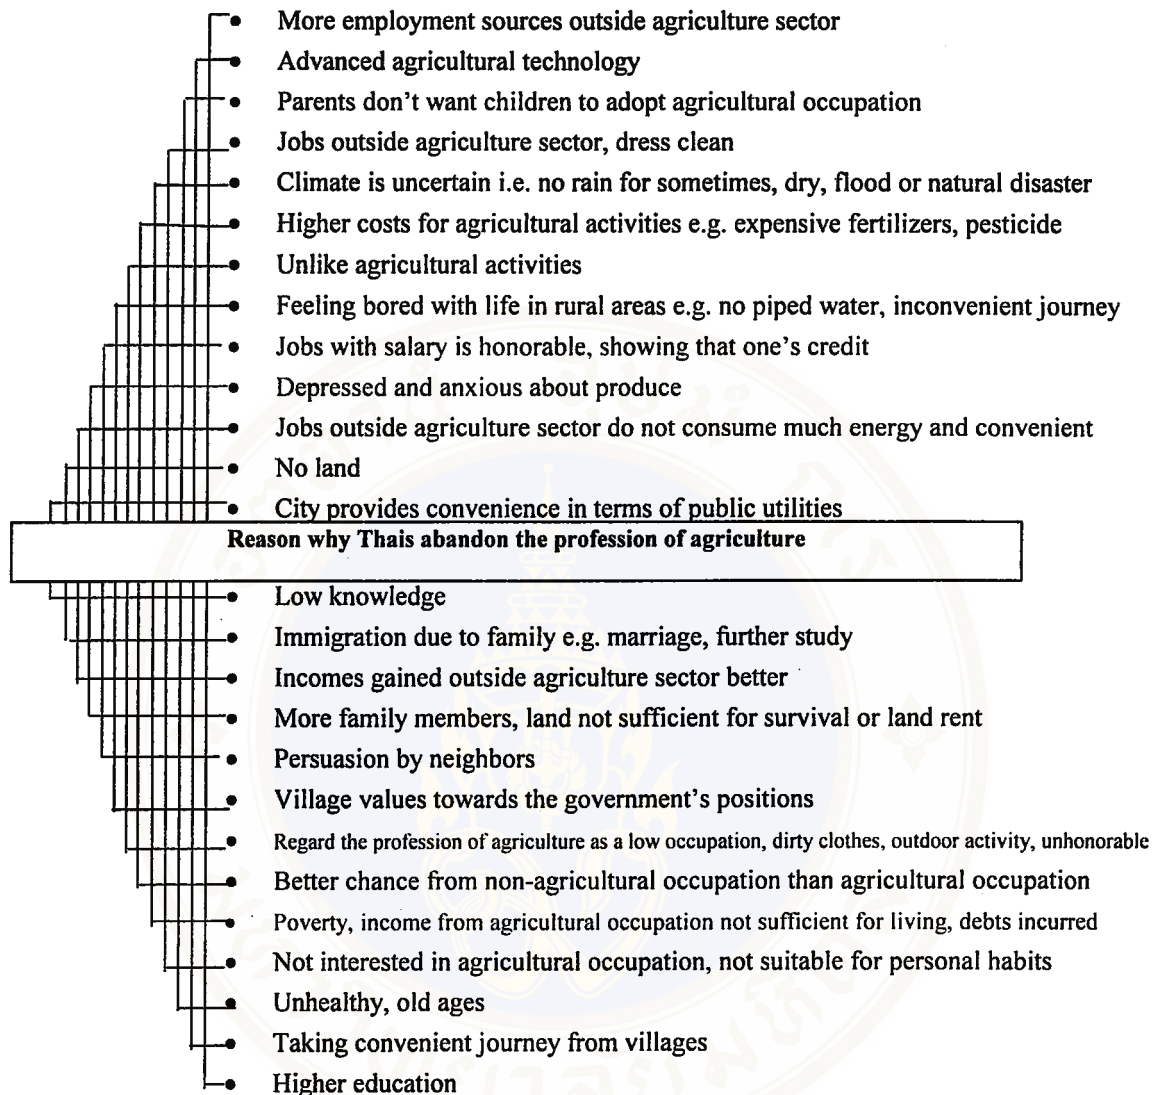 • More employment sources outside agriculture sector
• Advanced agricultural technology
• Parents don't want children to adopt agricultural occupation
• Jobs outside agriculture sector, dress clean
• Climate is uncertain i.e. no rain for sometimes, dry, flood or natural disaster
• Higher costs for agricultural activities e.g. expensive fertilizers, pesticide
• Unlike agricultural activities
• Feeling bored with life in rural areas e.g. no piped water, inconvenient journey
• Jobs with salary is honorable, showing that one's credit
• Depressed and anxious about produce
• Jobs outside agriculture sector do not consume much energy and convenient
• No land
• City provides convenience in terms of public utilities
Reason why Thais abandon the profession of agriculture
• Low knowledge
• Immigration due to family e.g. marriage, further study
• Incomes gained outside agriculture sector better
• More family members, land not sufficient for survival or land rent
• Persuasion by neighbors
• Village values towards the government's positions
• Regard the profession of agriculture as a low occupation, dirty clothes, outdoor activity, unhonorable
• Better chance from non-agricultural occupation than agricultural occupation
• Poverty, income from agricultural occupation not sufficient for living, debts incurred
• Not interested in agricultural occupation, not suitable for personal habits
• Unhealthy, old ages
• Taking convenient journey from villages
• Higher education